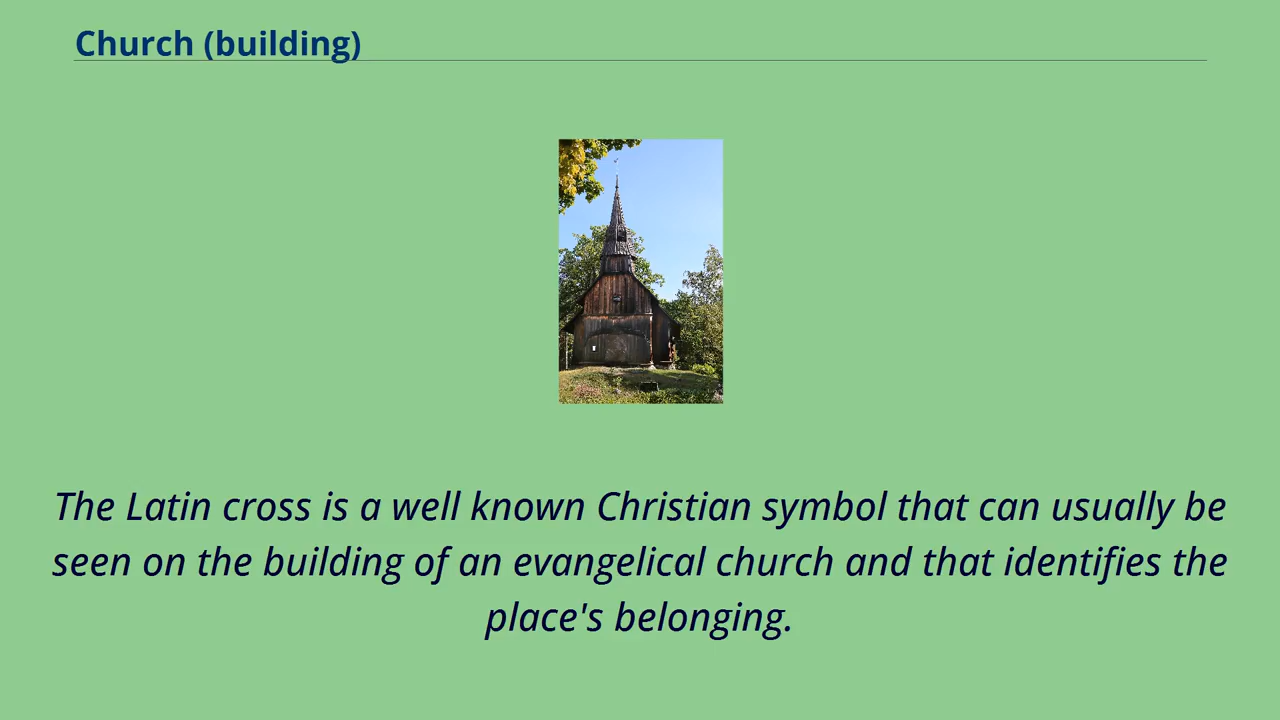 Church (building)
The Latin cross is a well known Christian symbol that can usually be
seen on the building of an evangelical church and that identifies the
place's belonging.